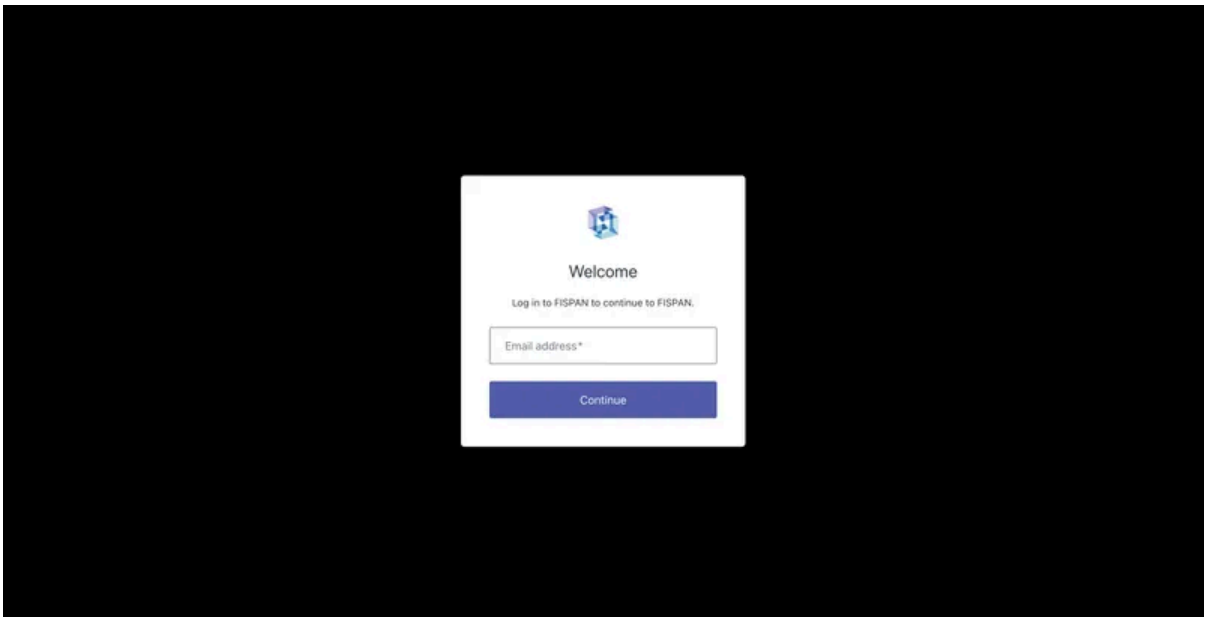 Welcome
Log in to FISPAN to continue to FISPAN.
Email address*
Continue